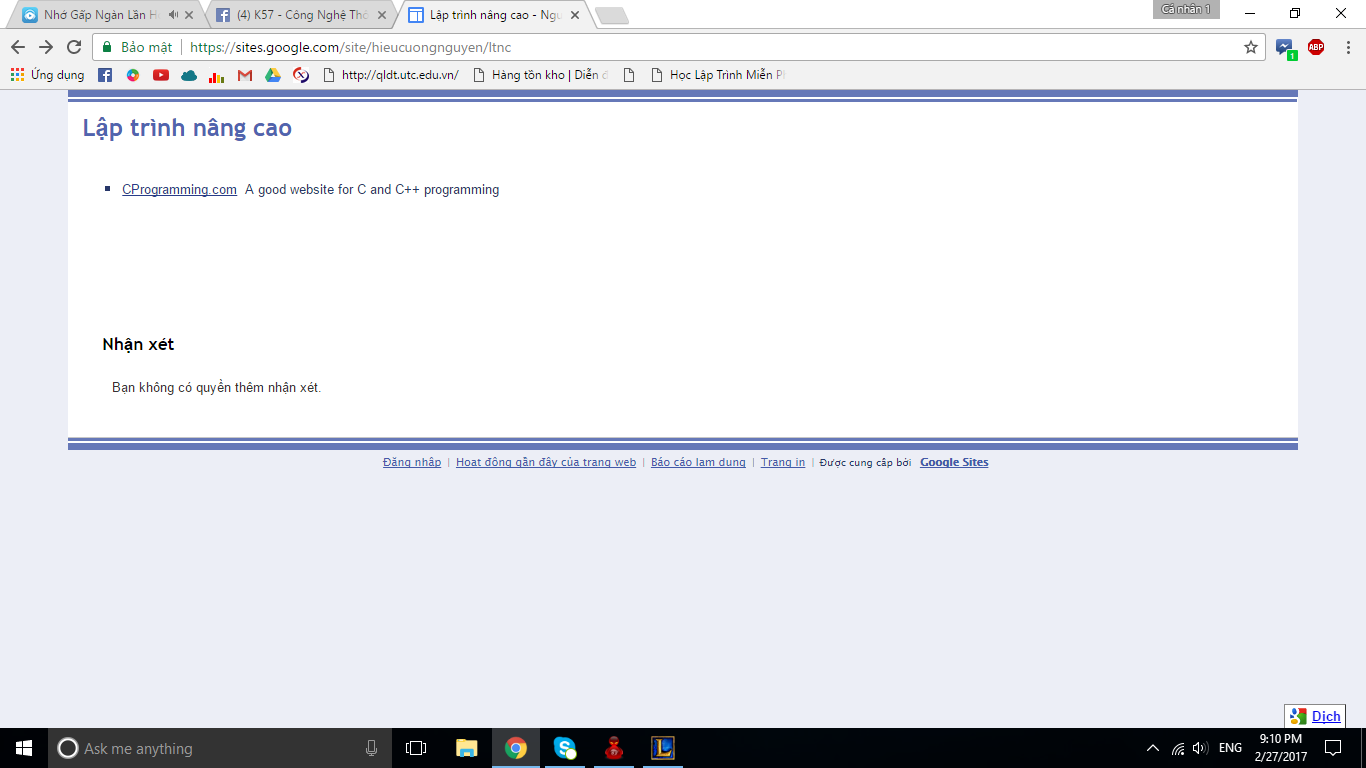 Nhớ Gấp Ngàn Lần H
(4) K57 - Công Nghệ Thô
Lập trình nâng cao - Ngu
Cá nhân 1
Bảo mật
https://sites.google.com/site/hieucuongnguyen/ltnc
1
ABP
Ứng dụng
http://qldt.utc.edu.vn/
Hàng tồn kho | Diễn đ
Học Lập Trình Miễn Ph
Lập trình nâng cao
CProgramming.com A good website for C and C++ programming
Nhận xét
Bạn không có quyền thêm nhận xét.
Đăng nhập | Hoạt động gần đây của trang web | Báo cáo lạm dụng | Trang in | Được cung cấp bởi Google Sites
Dịch
Ask me anything
ENG
9:10 PM
2/27/2017